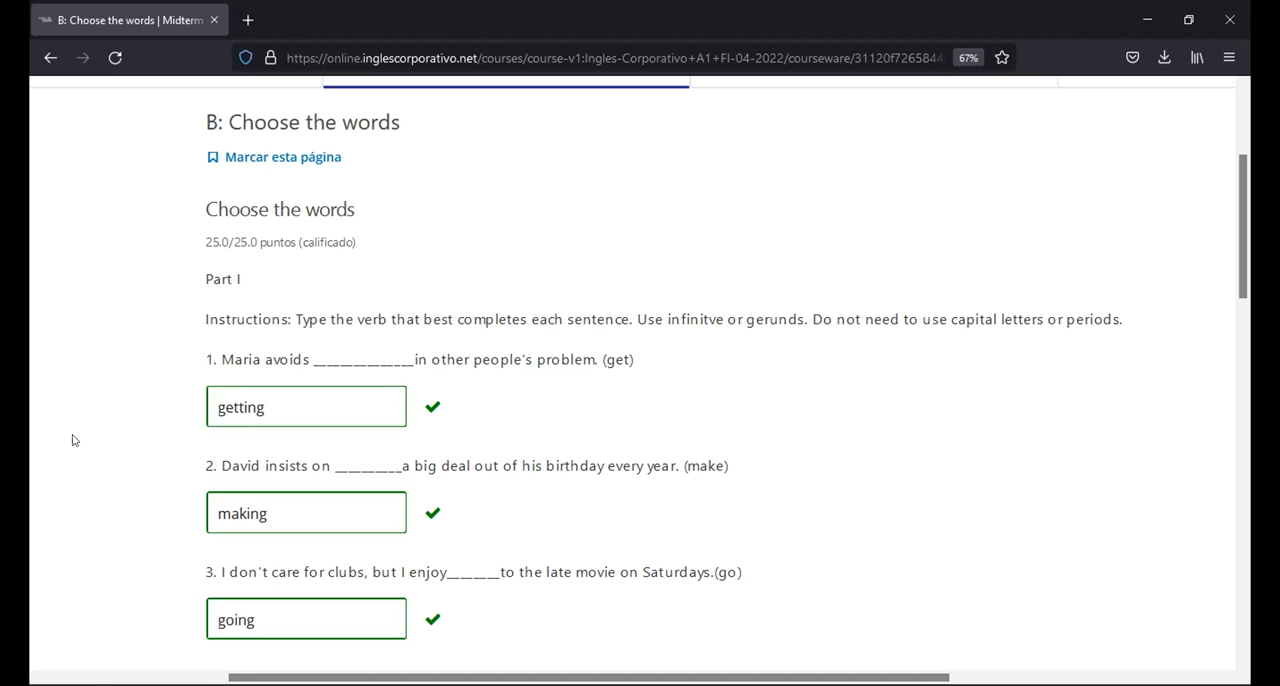 B: Choose the words | Midterm
https://online.inglescorporativo.net/courses/course-v1:Ingles-Corporativo+A1+FI-04-2022/courseware/31120f7265844
67%
B: Choose the words
Marcar esta página
Choose the words
25.0/25.0 puntos (calificado)
Part I
Instructions: Type the verb that best completes each sentence. Use infinitve or gerunds. Do not need to use capital letters or periods.
1. Maria avoids ______________in other people's problem. (get)
getting
2. David insists on __________a big deal out of his birthday every year. (make)
making
3. I don't care for clubs, but I enjoy________to the late movie on Saturdays.(go)
going